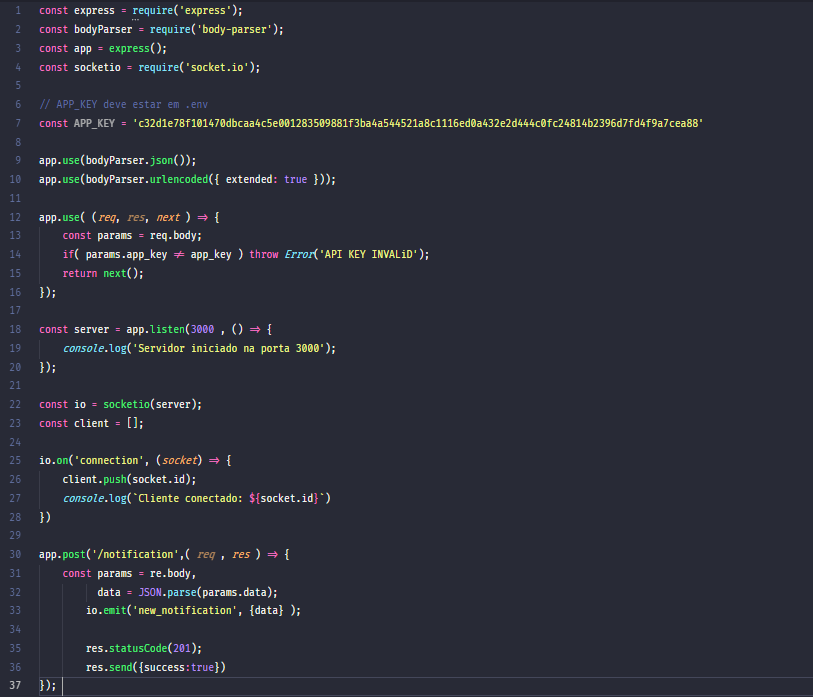 1 const express = require('express');
2 const bodyParser = require('body-parser');
3 const app = express();
4 const socketio = require('socket.io');
5
6 // APP_KEY deve estar em .env
7 const APP_KEY = 'c32d1e78f101470dbcaa4c5e001283509881f3ba4a544521a8c1116ed0a432e2d444c0fc24814b2396d7fd4f9a7cea88'
8
9 app.use(bodyParser.json());
10 app.use(bodyParser.urlencoded({ extended: true }));
11
12 app.use( (req, res, next ) => {
13 const params = req.body;
14 if( params.app_key ≠ app_key ) throw Error('API KEY INVALiD');
15 return next();
16 });
17
18 const server = app.listen(3000 , () => {
19 console.log('Servidor iniciado na porta 3000');
20 });
21
22 const io = socketio(server);
23 const client = [];
24
25 io.on('connection', (socket) => {
26 client.push(socket.id);
27 console.log(`Cliente conectado: ${socket.id}`)
28 })
29
30 app.post('/notification',( req , res ) => {
31 const params = re.body,
32 data = JSON.parse(params.data);
33 io.emit('new_notification', {data} );
34
35 res.statusCode(201);
36 res.send({success:true})
37 });